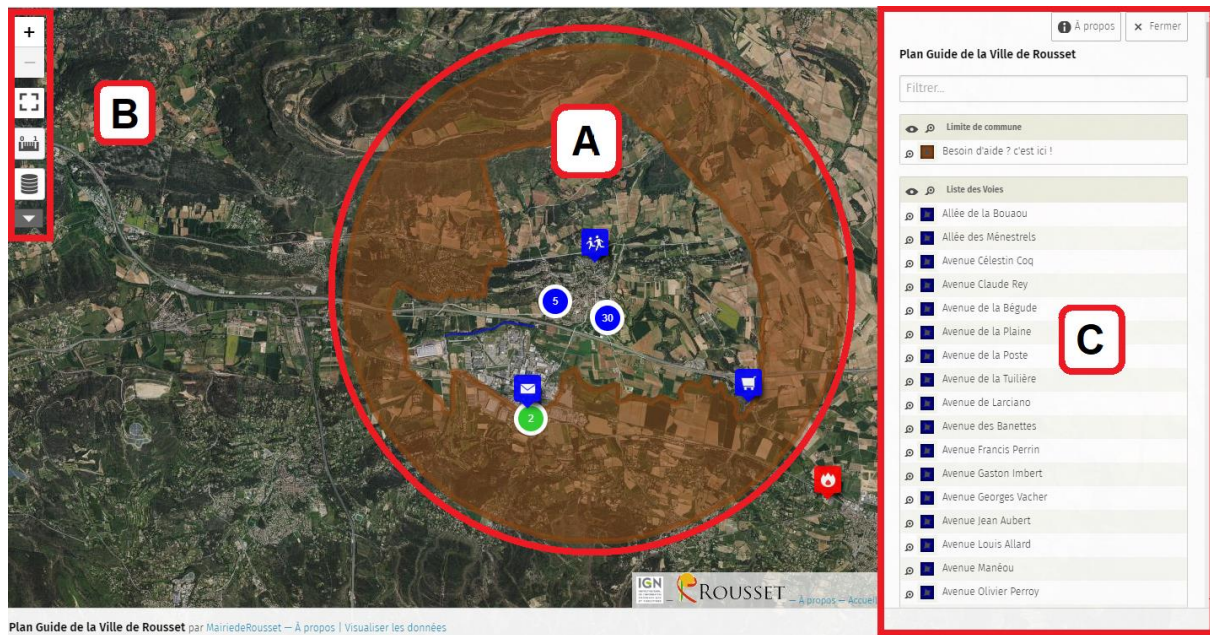 +
−
0 1
B
A
5
30
2
IGN
ROUSSET
— À propos — Accueil
À propos
× Fermer
Plan Guide de la Ville de Rousset
Filtrer...
Limite de commune
Besoin d'aide ? c'est ici !
Liste des Voies
Allée de la Bouaou
Allée des Ménestrels
Avenue Célestin Coq
Avenue Claude Rey
Avenue de la Bégude
Avenue de la Plaine
Avenue de la Poste
Avenue de la Tuilière
Avenue de Larciano
Avenue des Banettes
Avenue Francis Perrin
Avenue Gaston Imbert
Avenue Georges Vacher
Avenue Jean Aubert
Avenue Louis Allard
Avenue Manéou
Avenue Olivier Perroy
C
Plan Guide de la Ville de Rousset par MairiedeRousset — À propos | Visualiser les données